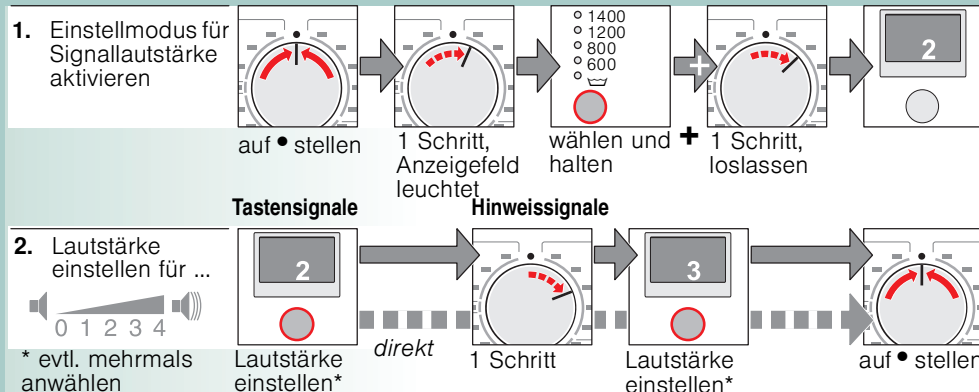 1. Einstellmodus für
Signallautstärke
aktivieren
auf • stellen
1 Schritt,
Anzeigefeld
leuchtet
1400
1200
800
600
wählen und
halten
+
+
1 Schritt,
loslassen
2
Tastensignale
Hinweissignale
2. Lautstärke
einstellen für ...
0 1 2 3 4
* evtl. mehrmals
anwählen
2
Lautstärke
einstellen*
direkt
1 Schritt
3
Lautstärke
einstellen*
auf • stellen